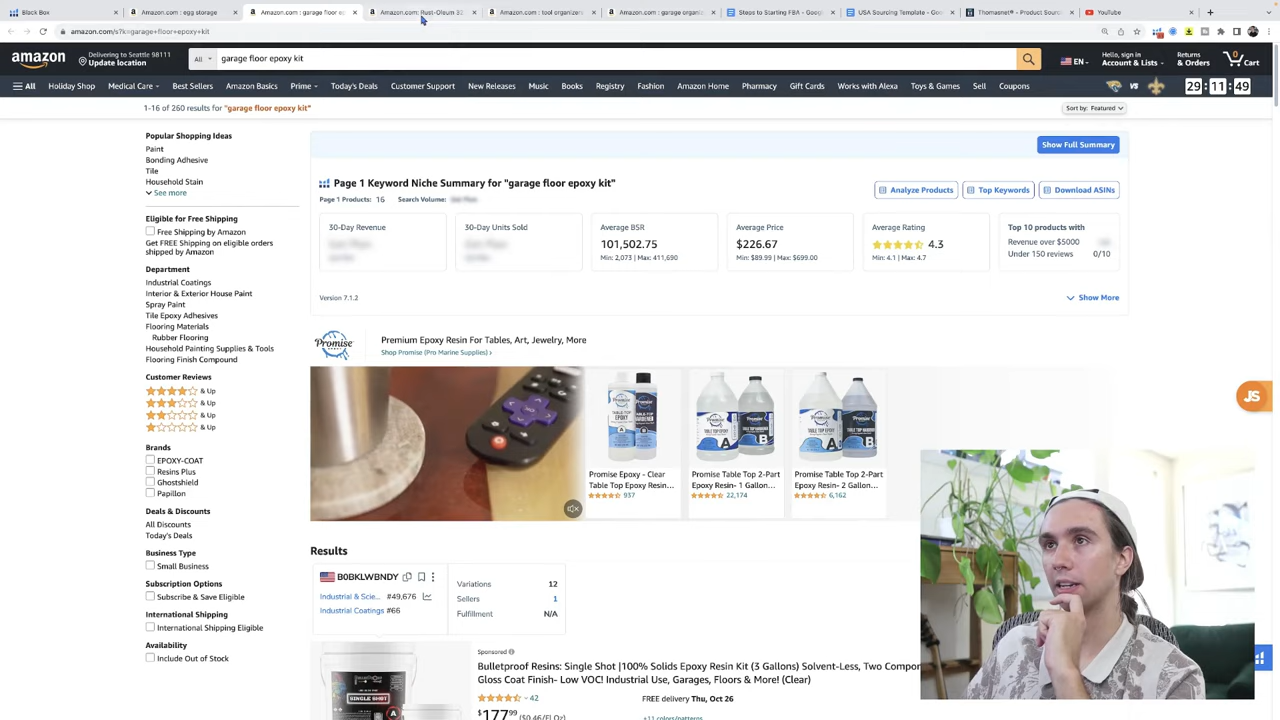 Black Box
Amazon.com : egg storage
Amazon.com : garage floor e
Amazon.com: Rust-Oleum 32
Amazon.com : tool organizers
Amazon.com : garage organiz
Steps to Starting FBA - Googl
USA Sourcing Template - Goo
Thomasnet® - Product Sour
YouTube
amazon.com/s?k=garage+floor+epoxy+kit
amazon
Delivering to Seattle 98111
Update location
All
garage floor epoxy kit
EN
Hello, sign in
Account & Lists
Returns
& Orders
0
Cart
All
Holiday Shop
Medical Care
Best Sellers
Amazon Basics
Prime
Today's Deals
Customer Support
New Releases
Music
Books
Registry
Fashion
Amazon Home
Pharmacy
Gift Cards
Works with Alexa
Toys & Games
Sell
Coupons
VS
29:11:49
1-16 of 260 results for "garage floor epoxy kit"
Sort by: Featured
Popular Shopping Ideas
Paint
Bonding Adhesive
Tile
Household Stain
See more
Eligible for Free Shipping
Free Shipping by Amazon
Get FREE Shipping on eligible orders
shipped by Amazon
Department
Industrial Coatings
Interior & Exterior House Paint
Spray Paint
Tile Epoxy Adhesives
Flooring Materials
Rubber Flooring
Household Painting Supplies & Tools
Flooring Finish Compound
Customer Reviews
& Up
& Up
& Up
& Up
Brands
EPOXY-COAT
Resins Plus
Ghostshield
Papillon
Deals & Discounts
All Discounts
Today's Deals
Business Type
Small Business
Subscription Options
Subscribe & Save Eligible
International Shipping
International Shipping Eligible
Availability
Include Out of Stock
Show Full Summary
Page 1 Keyword Niche Summary for "garage floor epoxy kit"
Page 1 Products: 16
Search Volume:
Analyze Products
Top Keywords
Download ASINs
30-Day Revenue
30-Day Units Sold
Average BSR
101,502.75
Min: 2,073 | Max: 411,690
Average Price
$226.67
Min: $89.99 | Max: $699.00
Average Rating
4.3
Min: 4.1 | Max: 4.7
Top 10 products with
Revenue over $5000
Under 150 reviews
0/10
Version 7.1.2
Show More
Promise
Premium Epoxy Resin For Tables, Art, Jewelry, More
Shop Promise (Pro Marine Supplies) ›
Promise Epoxy - Clear
Table Top Epoxy Resin...
937
Promise Table Top 2-Part
Epoxy Resin- 1 Gallon...
22,174
Promise Table Top 2-Part
Epoxy Resin- 2 Gallon...
6,162
JS
Results
B0BKLWBNDY
Industrial & Scie... #49,676
Industrial Coatings #66
Variations 12
Sellers 1
Fulfillment N/A
Sponsored
Bulletproof Resins: Single Shot |100% Solids Epoxy Resin Kit (3 Gallons) Solvent-Less, Two Compo
Gloss Coat Finish- Low VOC! Industrial Use, Garages, Floors & More! (Clear)
42
$177 99 ($0.46/Fl Oz)
FREE delivery Thu, Oct 26
+11 colors/patterns
SINGLE SHOT
A